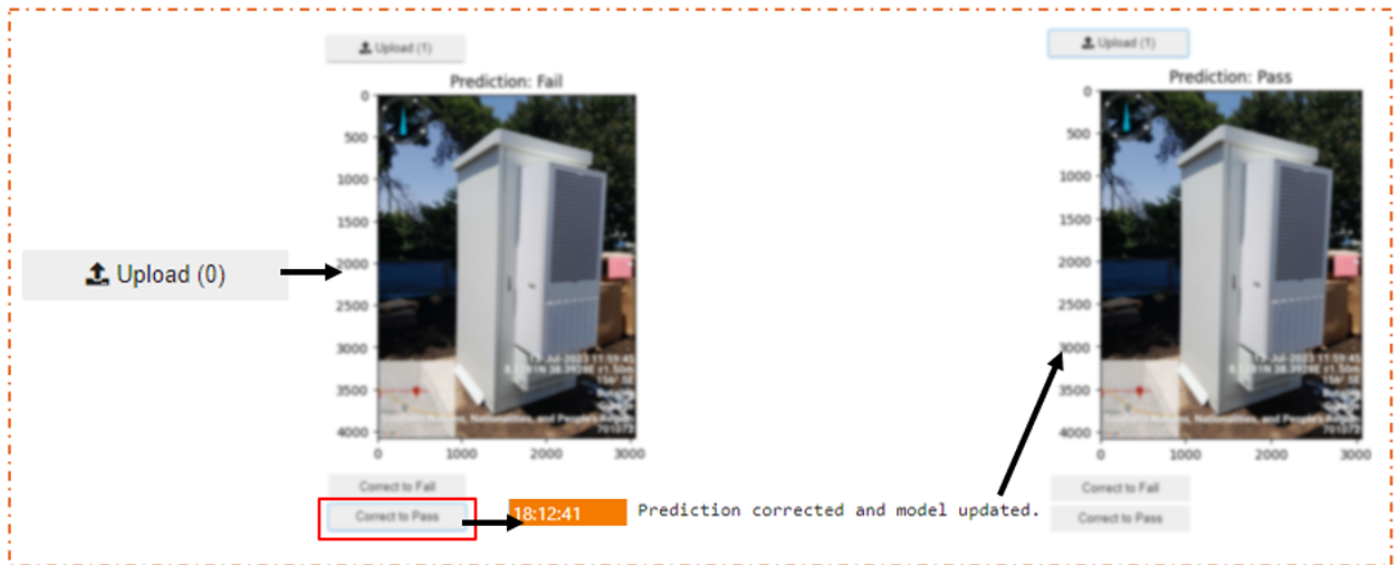 Upload (0)
Upload (1)
Prediction: Fail
0
500
1000
1500
2000
2500
3000
3500
4000
0 1000 2000 3000
Correct to Fail
Correct to Pass
18:12:41
Prediction corrected and model updated.
Upload (1)
Prediction: Pass
0
500
1000
1500
2000
2500
3000
3500
4000
0 1000 2000 3000
Correct to Fail
Correct to Pass